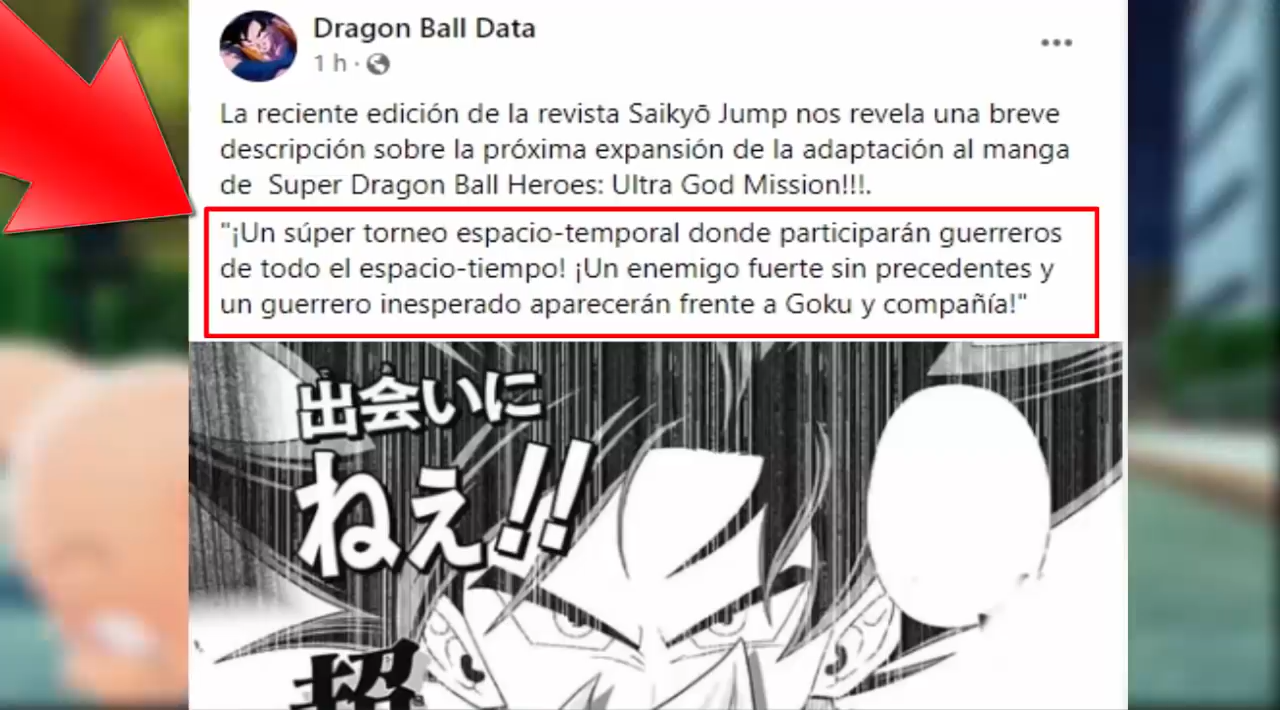 Dragon Ball Data
1 h ·
La reciente edición de la revista Saikyō Jump nos revela una breve
descripción sobre la próxima expansión de la adaptación al manga
de  Super Dragon Ball Heroes: Ultra God Mission!!!.
"¡Un súper torneo espacio-temporal donde participarán guerreros
de todo el espacio-tiempo! ¡Un enemigo fuerte sin precedentes y
un guerrero inesperado aparecerán frente a Goku y compañía!"
出会いに
ねえ!!
超